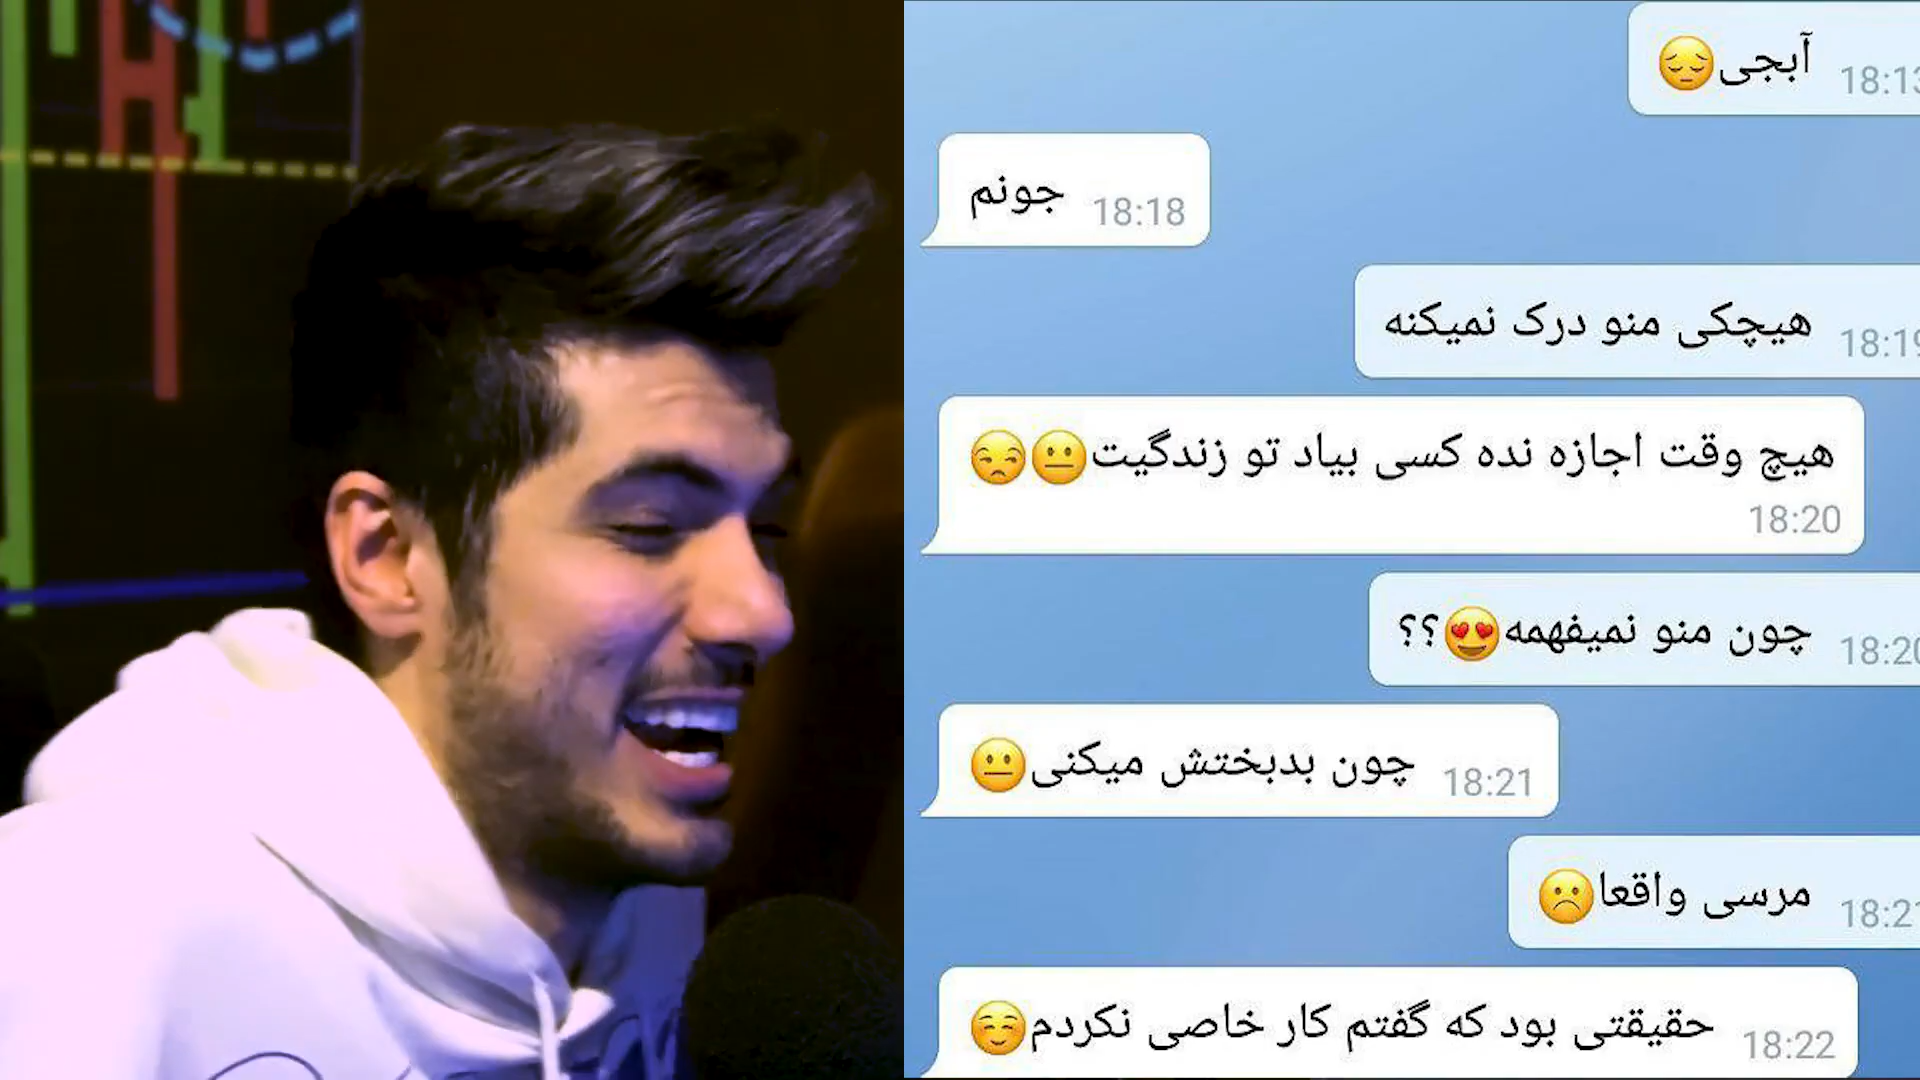 آبجی😔 18:13
جونم 18:18
هیچکی منو درک نمیکنه 18:19
هیچ وقت اجازه نده کسی بیاد تو زندگیت😐😒
18:20
چون منو نمیفهمه😍؟؟ 18:20
چون بدبختش میکنی😐 18:21
مرسی واقعا☹️ 18:21
حقیقتی بود که گفتم کار خاصی نکردم☺️ 18:22